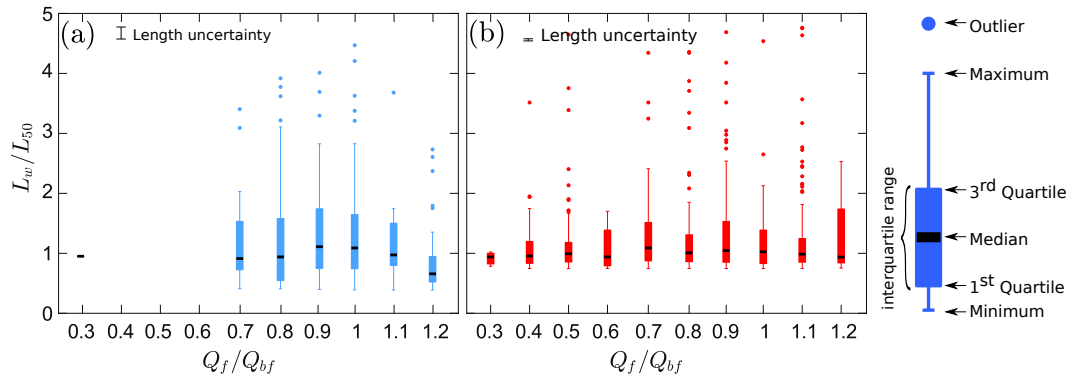 (a) Length uncertainty
(b) Length uncertainty
5
4
3
2
1
0
L_w/L_50
0.3 0.4 0.5 0.6 0.7 0.8 0.9 1 1.1 1.2
0.3 0.4 0.5 0.6 0.7 0.8 0.9 1 1.1 1.2
Q_f/Q_bf
Q_f/Q_bf
Outlier
Maximum
3rd Quartile
Median
1st Quartile
Minimum
interquartile range